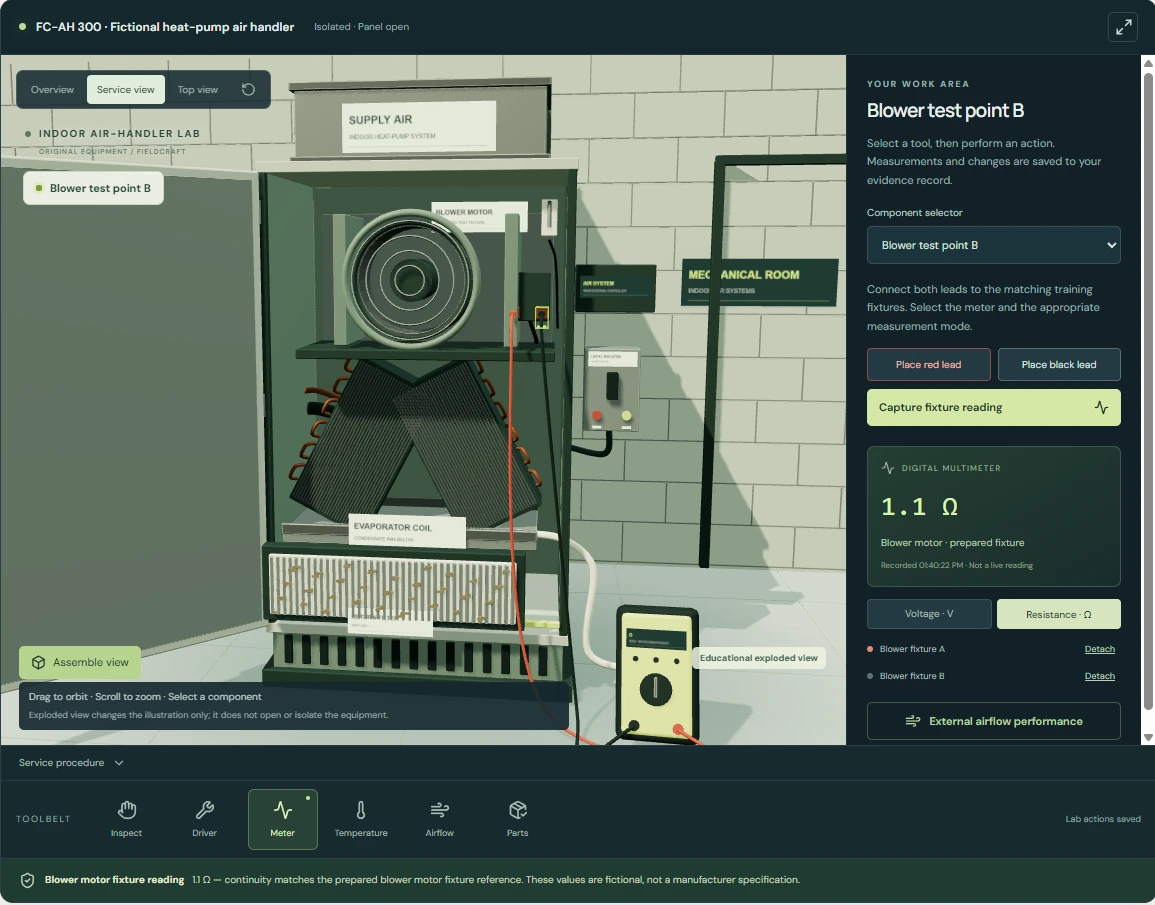 FC-AH 300 · Fictional heat-pump air handler
Isolated · Panel open
Overview
Service view
Top view
INDOOR AIR-HANDLER LAB
ORIGINAL EQUIPMENT / FIELDCRAFT
Blower test point B
SUPPLY AIR
INDOOR HEAT-PUMP SYSTEM
BLOWER MOTOR
AIR SYSTEM
MECHANICAL ROOM
INDOOR AIR SYSTEMS
LOCAL ISOLATOR
EVAPORATOR COIL
CONDENSATE PAN BELOW
Educational exploded view
Assemble view
Drag to orbit · Scroll to zoom · Select a component
Exploded view changes the illustration only; it does not open or isolate the equipment.
YOUR WORK AREA
Blower test point B
Select a tool, then perform an action.
Measurements and changes are saved to your
evidence record.
Component selector
Blower test point B
Connect both leads to the matching training
fixtures. Select the meter and the appropriate
measurement mode.
Place red lead
Place black lead
Capture fixture reading
DIGITAL MULTIMETER
1.1 Ω
Blower motor · prepared fixture
Recorded 01:40:22 PM · Not a live reading
Voltage · V
Resistance · Ω
Blower fixture A
Detach
Blower fixture B
Detach
External airflow performance
Service procedure
TOOLBELT
Inspect
Driver
Meter
Temperature
Airflow
Parts
Lab actions saved
Blower motor fixture reading 1.1 Ω — continuity matches the prepared blower motor fixture reference. These values are fictional, not a manufacturer specification.